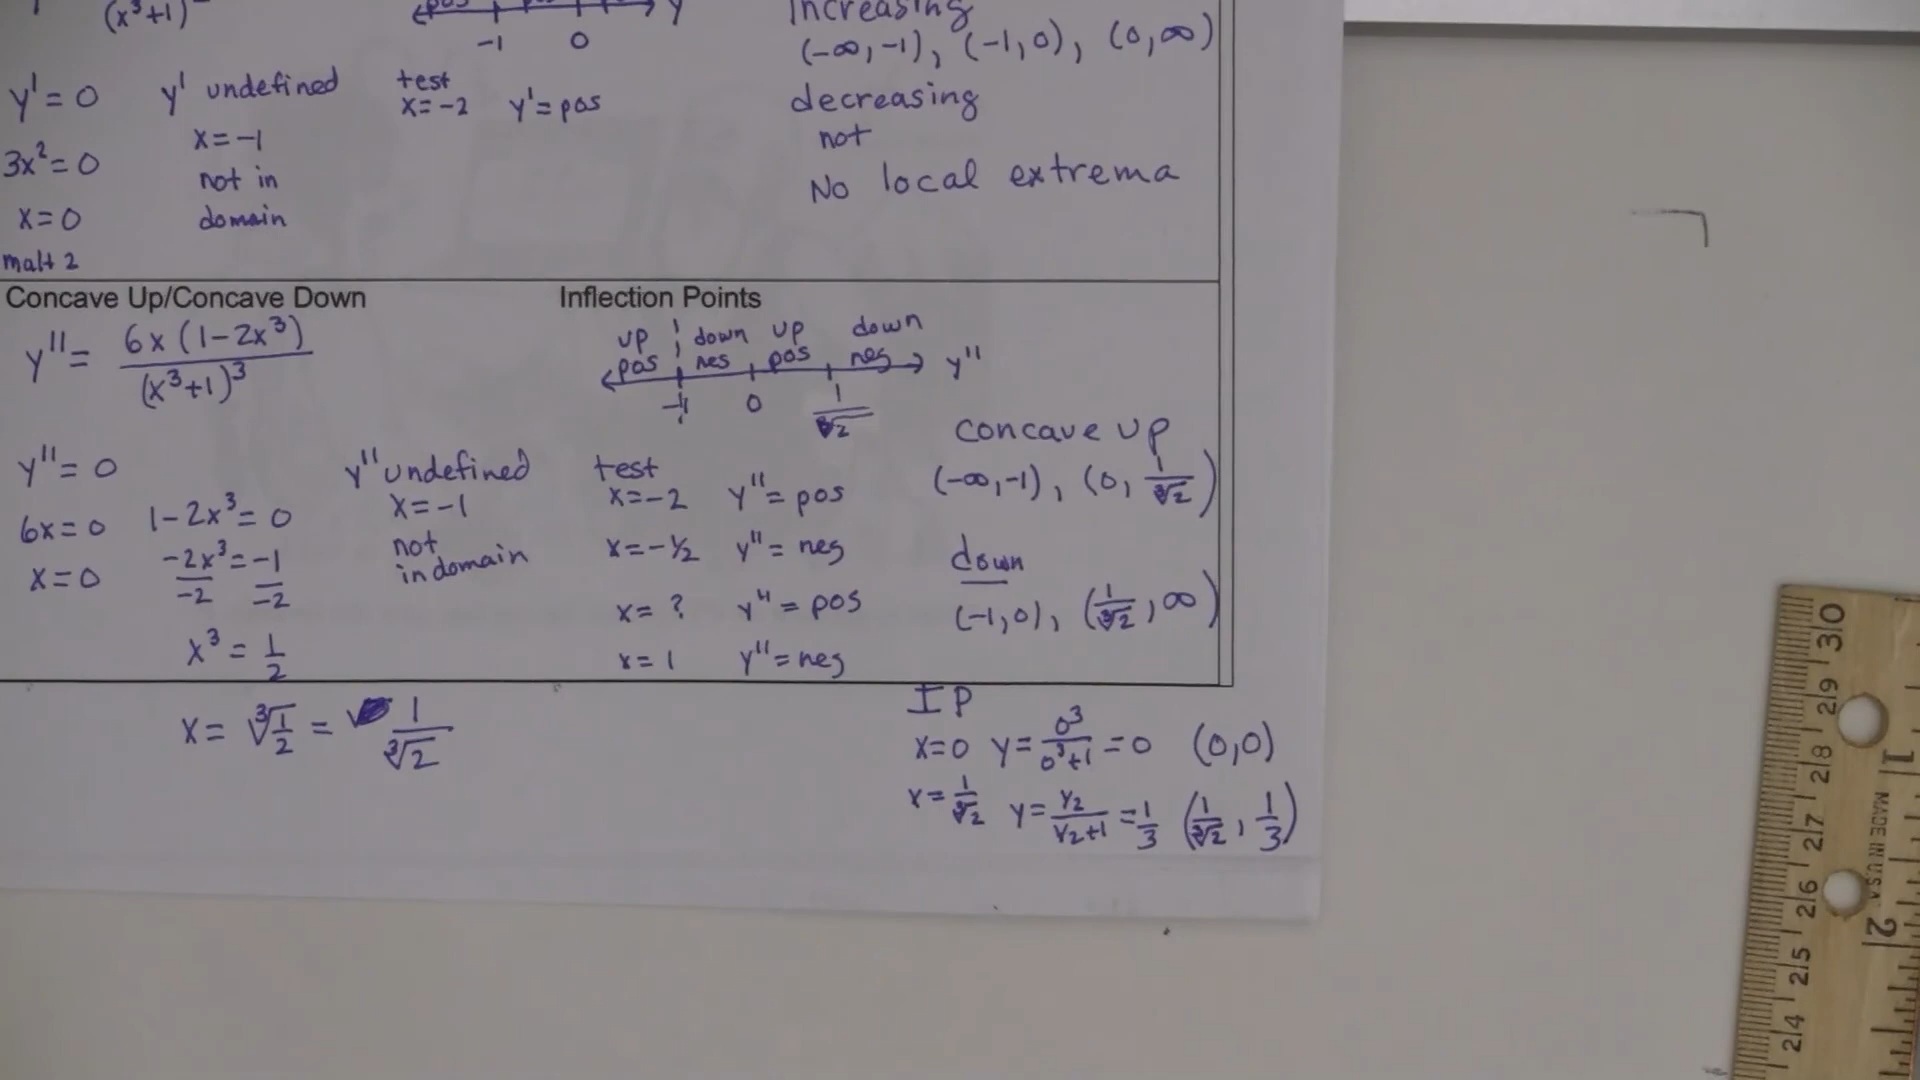 (x³+1)
pos
y
-1 0
Increasing
(-∞,-1), (-1,0), (0,∞)
y' = 0 y' undefined test
x=-2 y'=pos
decreasing
x=-1
not
3x²=0
not in
No local extrema
x=0 domain
mult 2
Concave Up/Concave Down Inflection Points
y''= 6x(1-2x³)/(x³+1)³
up down up down
pos neg pos neg y''
-1 0 1/∛2
concave up
(-∞,-1), (0, 1/∛2)
y''=0 y'' undefined test
x=-1 x=-2 y''=pos
6x=0 1-2x³=0
not
in domain
x=0 -2x³=-1
-2 -2
x=-½ y''=neg
down
(-1,0), (1/∛2,∞)
x=? y''=pos
x³=1/2
x=1 y''=neg
x=∛(1/2) = 1/∛2
IP
x=0 y=0³/0³+1=0 (0,0)
x=1/∛2 y=½/½+1=1/3 (1/∛2, 1/3)
30
29
28
27
26
25
24
1
2
MADE IN U.S.A.